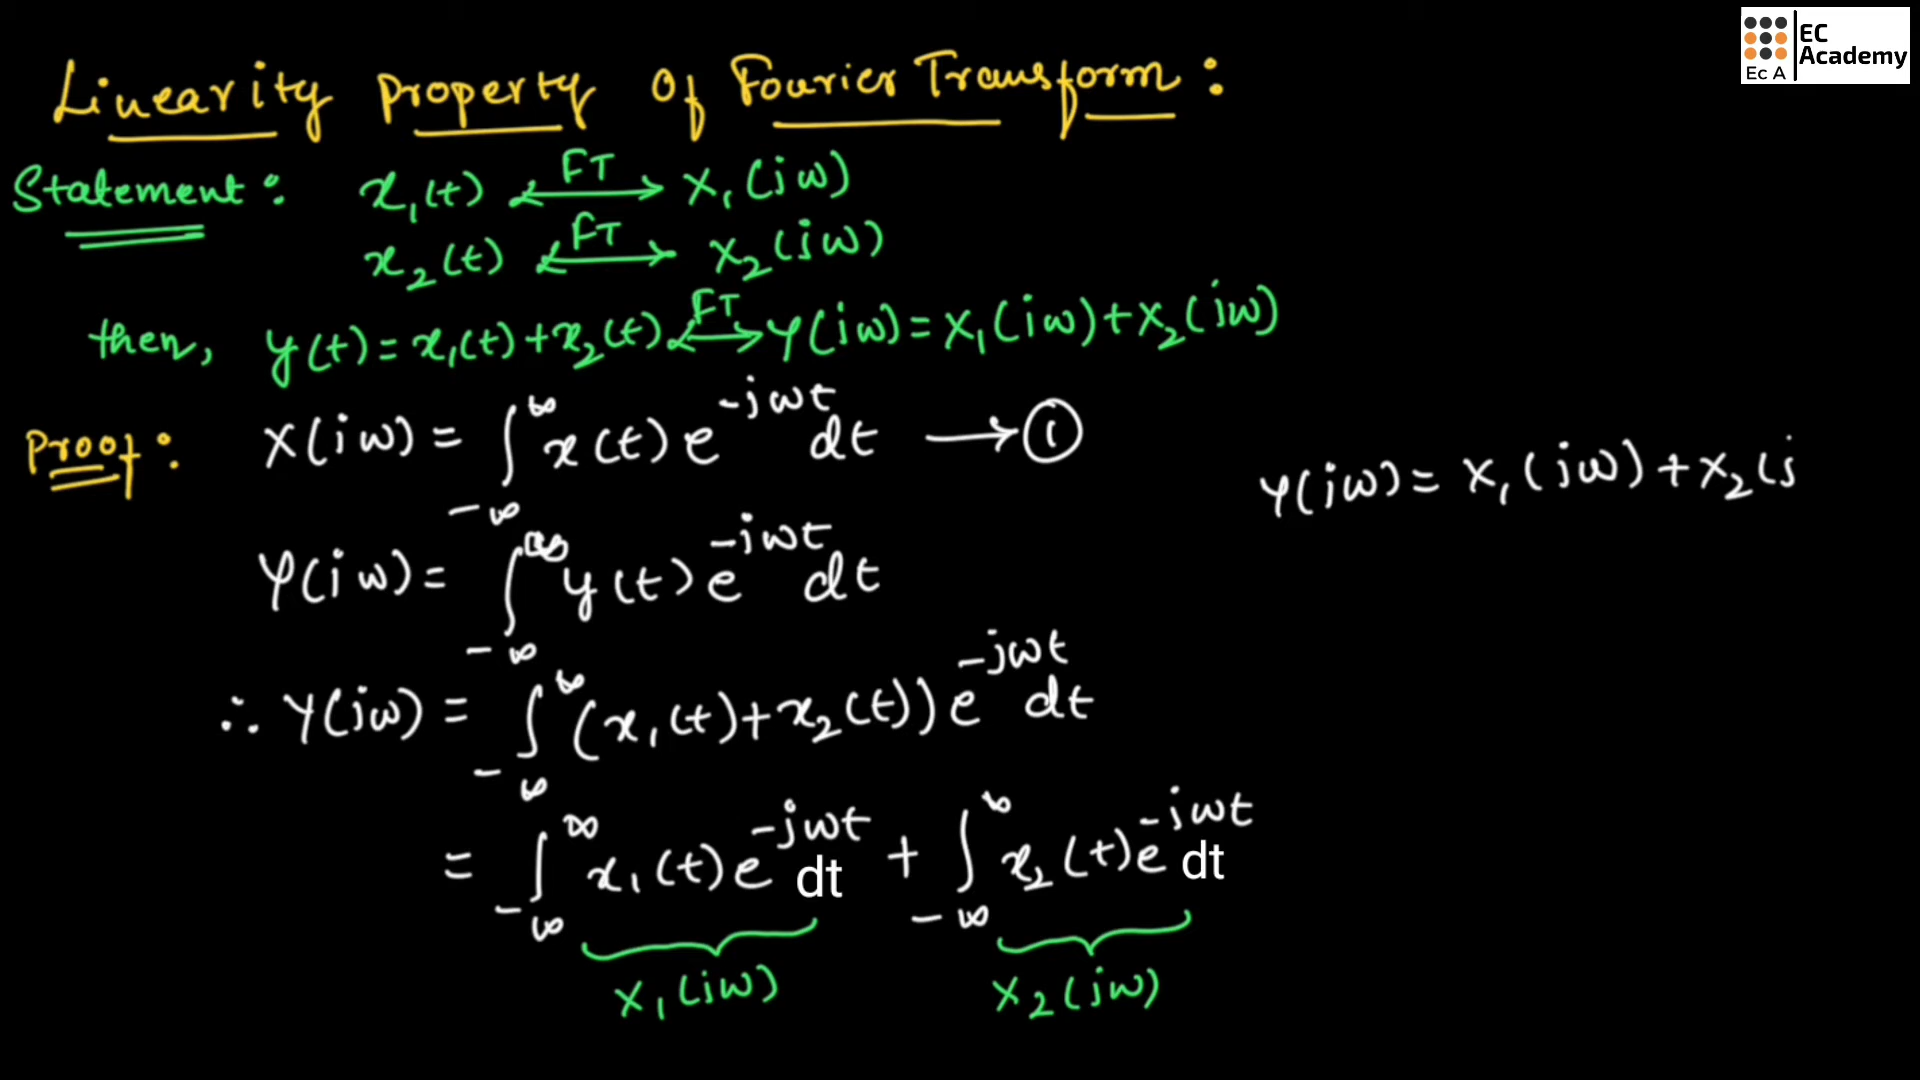 EC
Academy
Ec A
Linearity property of Fourier Transform :
Statement : x₁(t) ⟷FT X₁(jω)
x₂(t) ⟷FT X₂(jω)
then, y(t) = x₁(t) + x₂(t) ⟷FT Y(jω) = X₁(jω) + X₂(jω)
Proof : X(jω) = ∫_{-∞}^{∞} x(t) e^{-jωt} dt → ①
Y(jω) = ∫_{-∞}^{∞} y(t) e^{-jωt} dt
∴ Y(jω) = ∫_{-∞}^{∞} (x₁(t) + x₂(t)) e^{-jωt} dt
= ∫_{-∞}^{∞} x₁(t) e^{-jωt} dt + ∫_{-∞}^{∞} x₂(t) e^{-jωt} dt
X₁(jω) X₂(jω)
Y(jω) = X₁(jω) + X₂(j